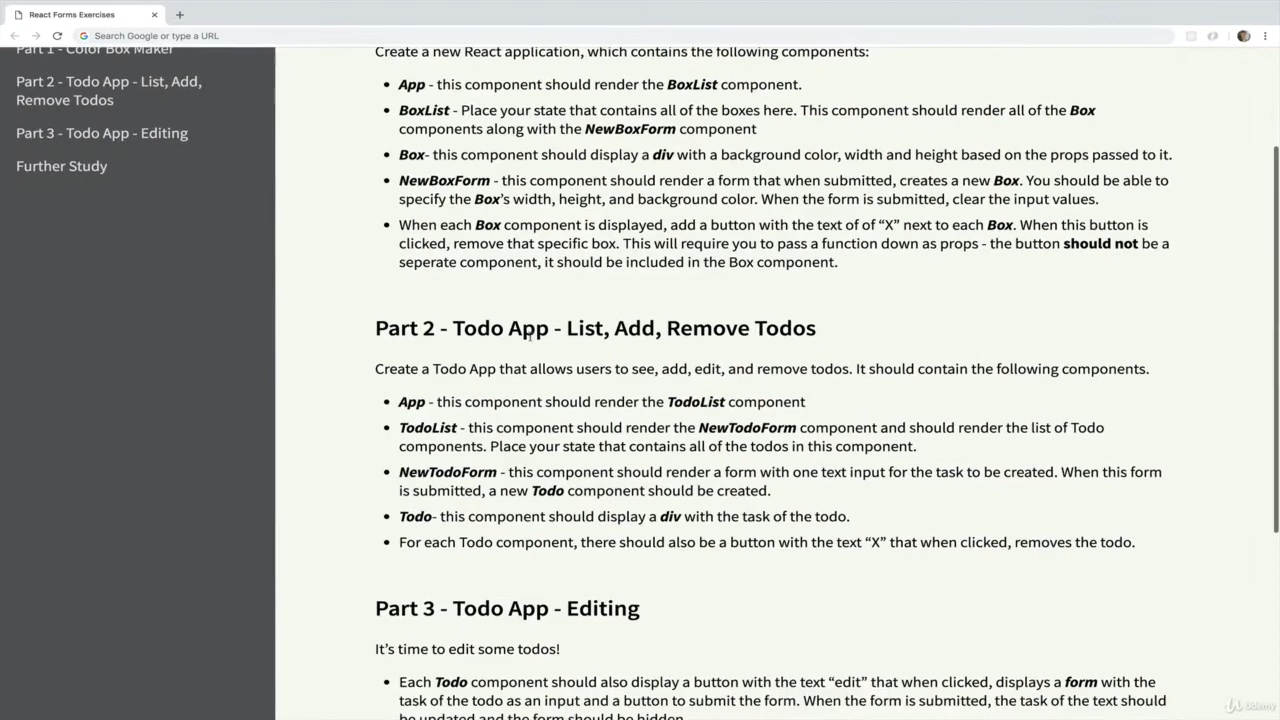 React Forms Exercises
Search Google or type a URL
Part 1 - Color Box Maker
Part 2 - Todo App - List, Add,
Remove Todos
Part 3 - Todo App - Editing
Further Study
Create a new React application, which contains the following components:
App - this component should render the BoxList component.
BoxList - Place your state that contains all of the boxes here. This component should render all of the Box
components along with the NewBoxForm component
Box- this component should display a div with a background color, width and height based on the props passed to it.
NewBoxForm - this component should render a form that when submitted, creates a new Box. You should be able to
specify the Box's width, height, and background color. When the form is submitted, clear the input values.
When each Box component is displayed, add a button with the text of of “X” next to each Box. When this button is
clicked, remove that specific box. This will require you to pass a function down as props - the button should not be a
seperate component, it should be included in the Box component.
Part 2 - Todo App - List, Add, Remove Todos
Create a Todo App that allows users to see, add, edit, and remove todos. It should contain the following components.
App - this component should render the TodoList component
TodoList - this component should render the NewTodoForm component and should render the list of Todo
components. Place your state that contains all of the todos in this component.
NewTodoForm - this component should render a form with one text input for the task to be created. When this form
is submitted, a new Todo component should be created.
Todo- this component should display a div with the task of the todo.
For each Todo component, there should also be a button with the text “X” that when clicked, removes the todo.
Part 3 - Todo App - Editing
It's time to edit some todos!
Each Todo component should also display a button with the text “edit” that when clicked, displays a form with the
task of the todo as an input and a button to submit the form. When the form is submitted, the task of the text should
be updated and the form should be hidden
Udemy